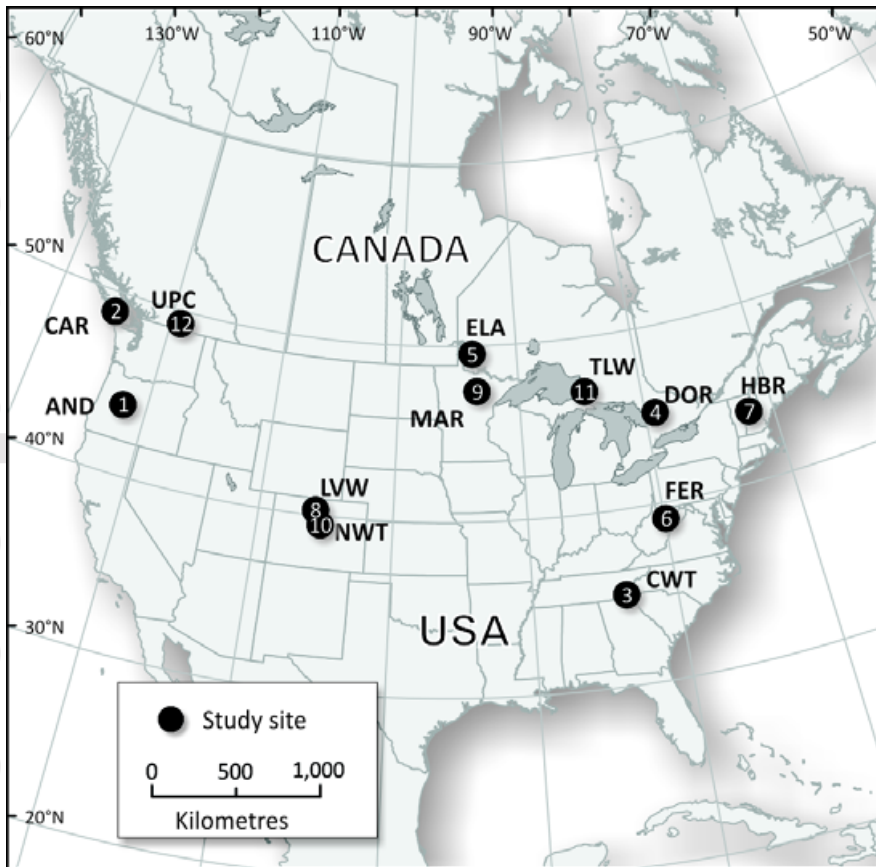 60°N
130°W
110°W
90°W
70°W
50°W
50°N
CANADA
UPC
2
12
CAR
ELA
5
TLW
AND
1
MAR
9
11
DOR
4
HBR
7
40°N
LVW
8
10
NWT
FER
6
CWT
3
USA
30°N
Study site
0 500 1,000
Kilometres
20°N